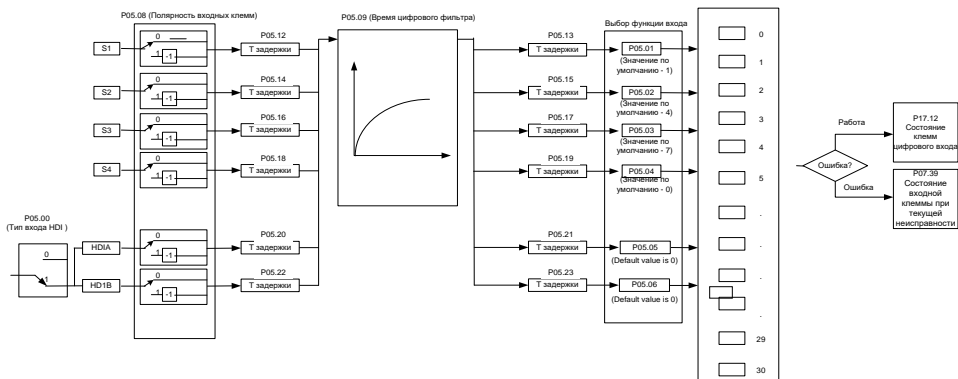 P05.08 (Полярность входных клемм)
P05.09 (Время цифрового фильтра)
Выбор функции входа
S1
0
1
-1
P05.12
Т задержки
P05.13
Т задержки
P05.01
(Значение по
умолчанию - 1)
S2
0
1
-1
P05.14
Т задержки
P05.15
Т задержки
P05.02
(Значение по
умолчанию - 4)
S3
0
1
-1
P05.16
Т задержки
P05.17
Т задержки
P05.03
(Значение по
умолчанию - 7)
S4
0
1
-1
P05.18
Т задержки
P05.19
Т задержки
P05.04
(Значение по
умолчанию - 0)
P05.00
(Тип входа HDI )
0
1
HDIA
0
1
-1
P05.20
Т задержки
P05.21
Т задержки
P05.05
(Default value is 0)
HD1B
0
1
-1
P05.22
Т задержки
P05.23
Т задержки
P05.06
(Default value is 0)
0
1
2
3
4
5
.
.
.
.
29
30
Ошибка?
Работа
Ошибка
P17.12
Состояние
клемм
цифрового входа
P07.39
Состояние
входной
клеммы при
текущей
неисправности